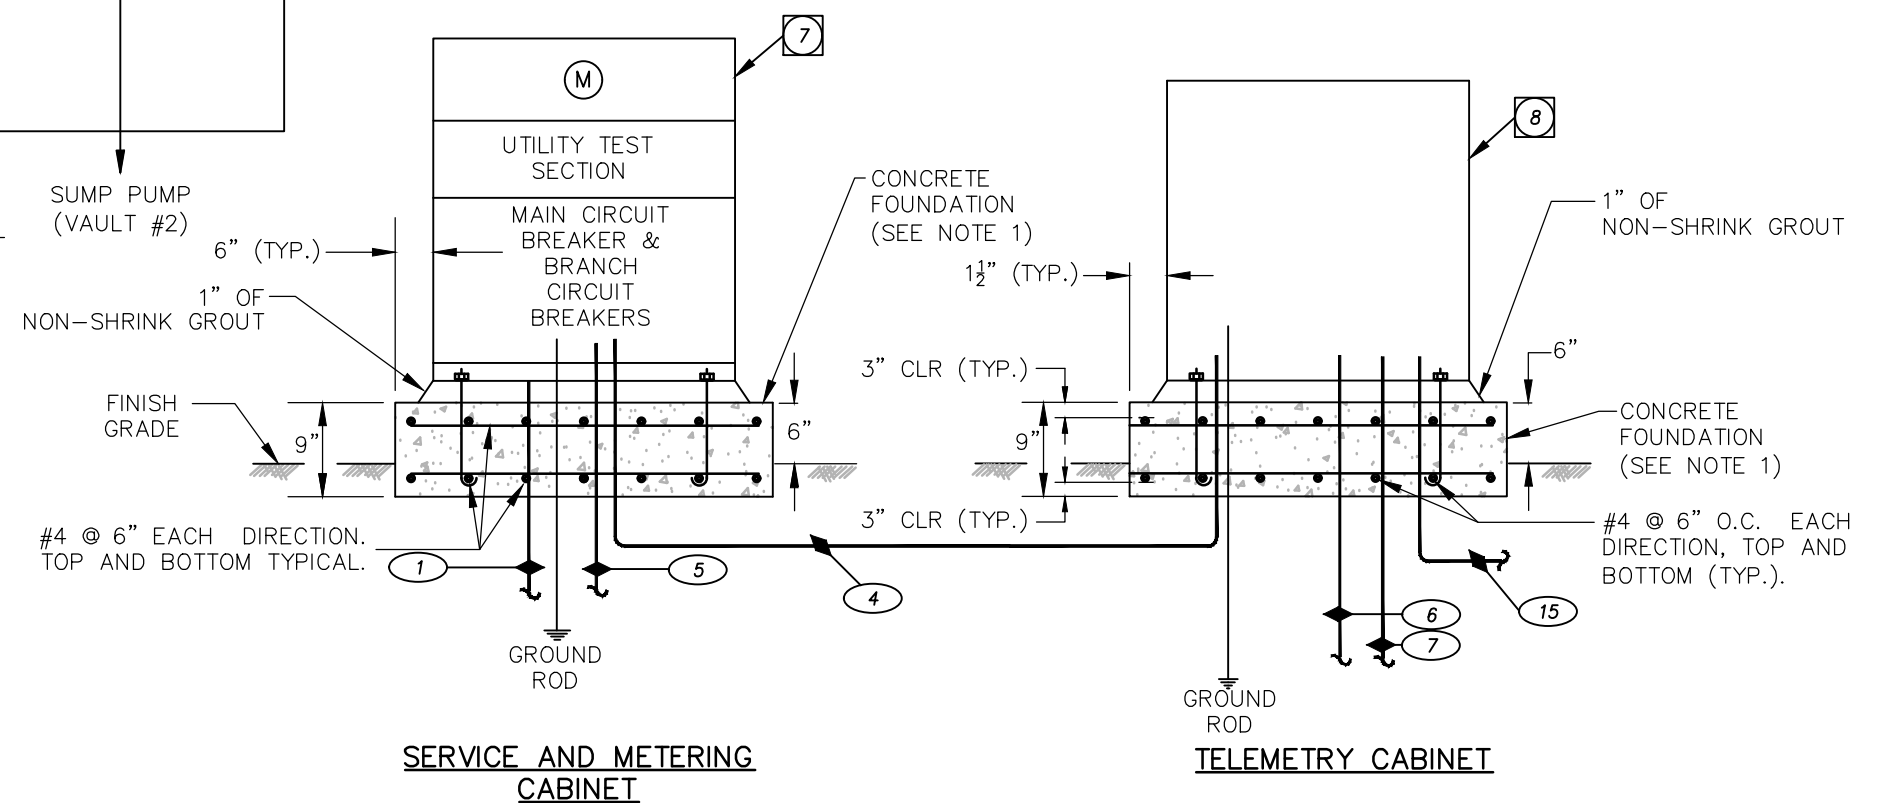 SUMP PUMP
(VAULT #2)
7
M
UTILITY TEST
SECTION
MAIN CIRCUIT
BREAKER &
BRANCH
CIRCUIT
BREAKERS
6" (TYP.)
1" OF
NON-SHRINK GROUT
CONCRETE
FOUNDATION
(SEE NOTE 1)
FINISH
GRADE
9"
6"
#4 @ 6" EACH DIRECTION.
TOP AND BOTTOM TYPICAL.
1
5
4
GROUND
ROD
SERVICE AND METERING
CABINET
8
1" OF
NON-SHRINK GROUT
1½" (TYP.)
3" CLR (TYP.)
6"
9"
3" CLR (TYP.)
CONCRETE
FOUNDATION
(SEE NOTE 1)
#4 @ 6" O.C. EACH
DIRECTION, TOP AND
BOTTOM (TYP.).
6
7
15
GROUND
ROD
TELEMETRY CABINET